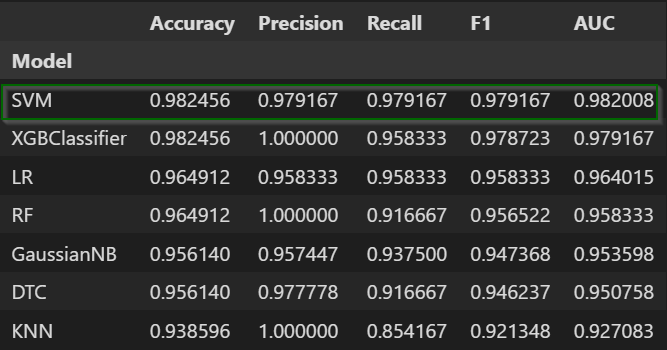 Accuracy Precision Recall F1 AUC
Model
SVM 0.982456 0.979167 0.979167 0.979167 0.982008
XGBClassifier 0.982456 1.000000 0.958333 0.978723 0.979167
LR 0.964912 0.958333 0.958333 0.958333 0.964015
RF 0.964912 1.000000 0.916667 0.956522 0.958333
GaussianNB 0.956140 0.957447 0.937500 0.947368 0.953598
DTC 0.956140 0.977778 0.916667 0.946237 0.950758
KNN 0.938596 1.000000 0.854167 0.921348 0.927083